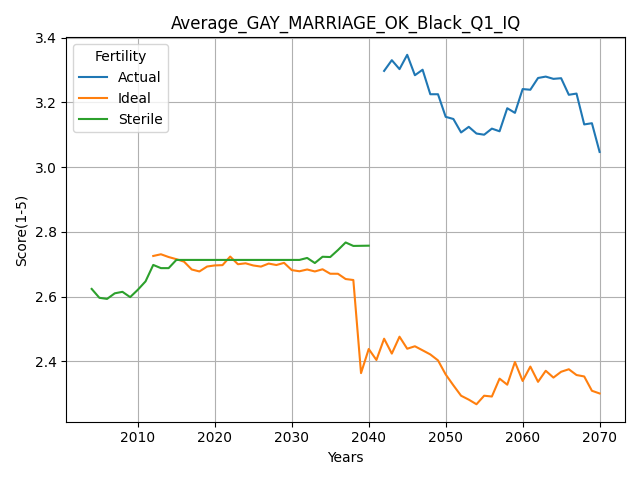 Average_GAY_MARRIAGE_OK_Black_Q1_IQ
Fertility
Actual
Ideal
Sterile
Score(1-5)
3.4
3.2
3.0
2.8
2.6
2.4
2010 2020 2030 2040 2050 2060 2070
Years